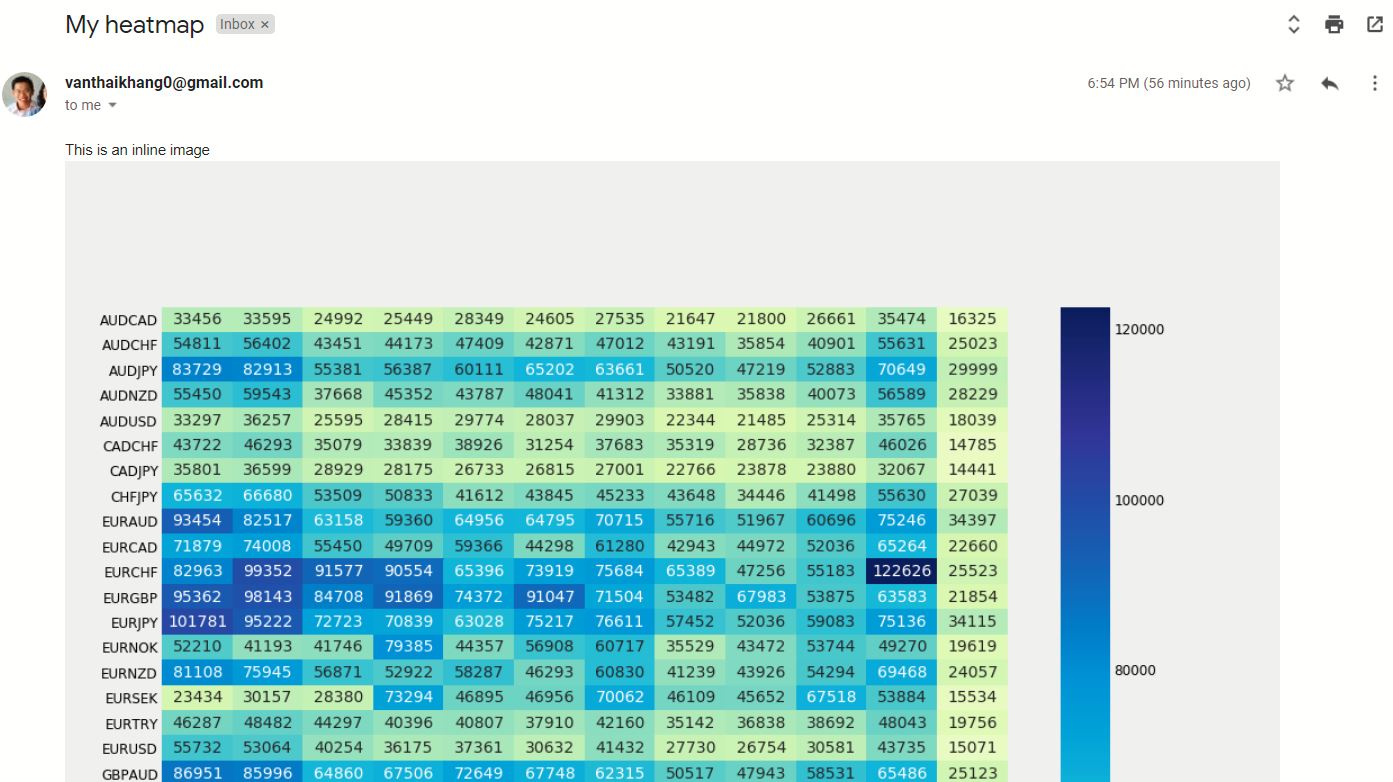 My heatmap Inbox ×
vanthaikhang0@gmail.com 6:54 PM (56 minutes ago)
to me
This is an inline image
AUDCAD 33456 33595 24992 25449 28349 24605 27535 21647 21800 26661 35474 16325
AUDCHF 54811 56402 43451 44173 47409 42871 47012 43191 35854 40901 55631 25023
AUDJPY 83729 82913 55381 56387 60111 65202 63661 50520 47219 52883 70649 29999
AUDNZD 55450 59543 37668 45352 43787 48041 41312 33881 35838 40073 56589 28229
AUDUSD 33297 36257 25595 28415 29774 28037 29903 22344 21485 25314 35765 18039
CADCHF 43722 46293 35079 33839 38926 31254 37683 35319 28736 32387 46026 14785
CADJPY 35801 36599 28929 28175 26733 26815 27001 22766 23878 23880 32067 14441
CHFJPY 65632 66680 53509 50833 41612 43845 45233 43648 34446 41498 55630 27039
EURAUD 93454 82517 63158 59360 64956 64795 70715 55716 51967 60696 75246 34397
EURCAD 71879 74008 55450 49709 59366 44298 61280 42943 44972 52036 65264 22660
EURCHF 82963 99352 91577 90554 65396 73919 75684 65389 47256 55183 122626 25523
EURGBP 95362 98143 84708 91869 74372 91047 71504 53482 67983 53875 63583 21854
EURJPY 101781 95222 72723 70839 63028 75217 76611 57452 52036 59083 75136 34115
EURNOK 52210 41193 41746 79385 44357 56908 60717 35529 43472 53744 49270 19619
EURNZD 81108 75945 56871 52922 58287 46293 60830 41239 43926 54294 69468 24057
EURSEK 23434 30157 28380 73294 46895 46956 70062 46109 45652 67518 53884 15534
EURTRY 46287 48482 44297 40396 40807 37910 42160 35142 36838 38692 48043 19756
EURUSD 55732 53064 40254 36175 37361 30632 41432 27730 26754 30581 43735 15071
GBPAUD 86951 85996 64860 67506 72649 67748 62315 50517 47943 58531 65486 25123
120000
100000
80000